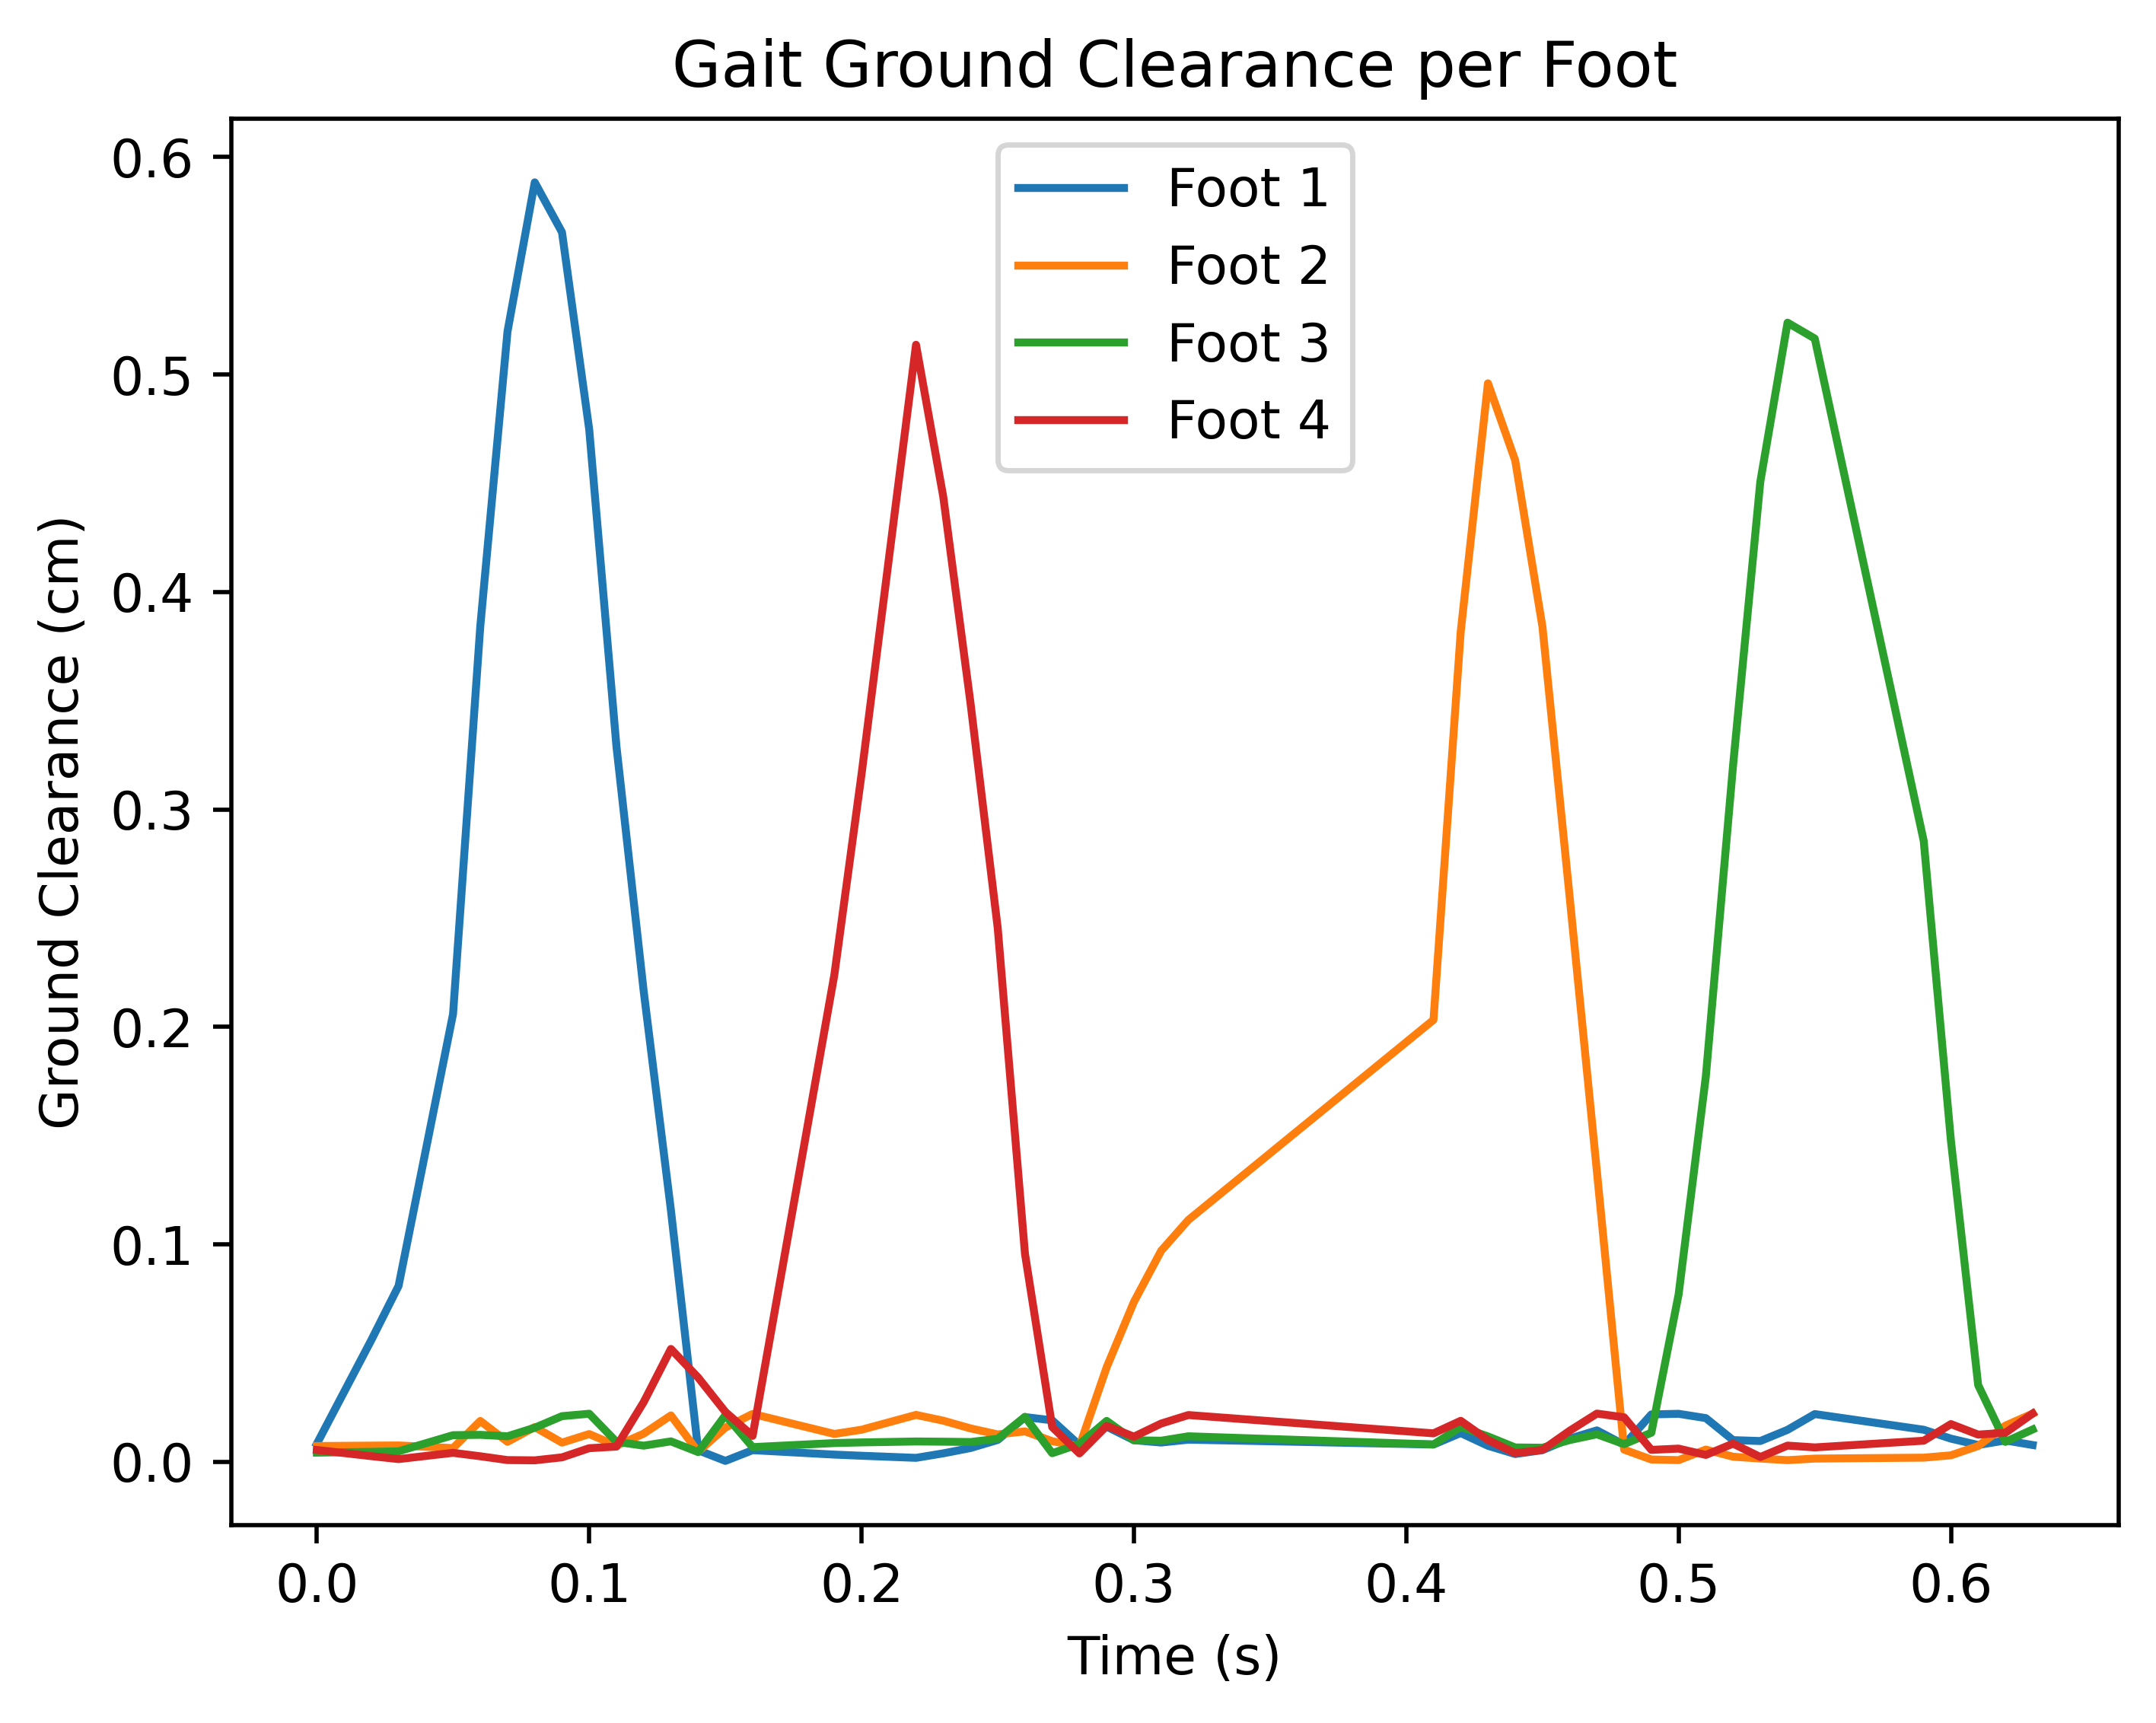 Gait Ground Clearance per Foot
Foot 1
Foot 2
Foot 3
Foot 4
Ground Clearance (cm)
0.6
0.5
0.4
0.3
0.2
0.1
0.0
0.0 0.1 0.2 0.3 0.4 0.5 0.6
Time (s)